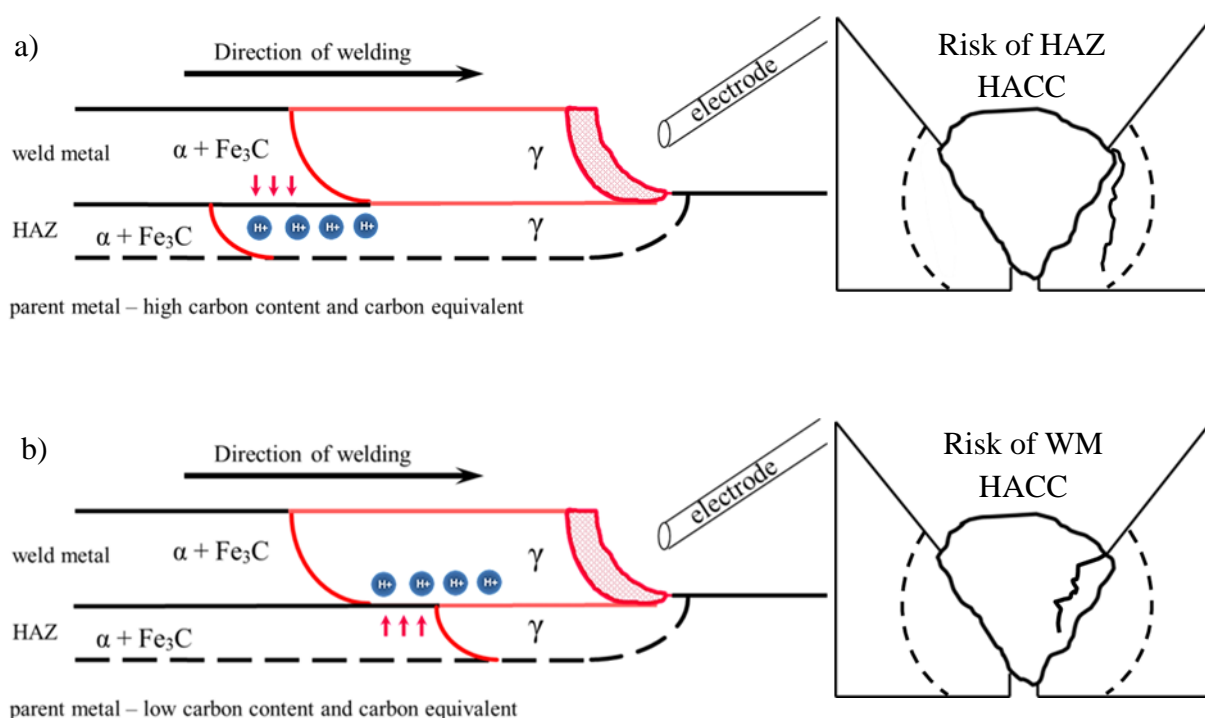 a)
Direction of welding
electrode
Risk of HAZ
HACC
weld metal
α + Fe₃C
γ
HAZ
α + Fe₃C
H+ H+ H+ H+
γ
parent metal – high carbon content and carbon equivalent
b)
Direction of welding
electrode
Risk of WM
HACC
weld metal
α + Fe₃C
H+ H+ H+ H+
γ
HAZ
α + Fe₃C
γ
parent metal – low carbon content and carbon equivalent